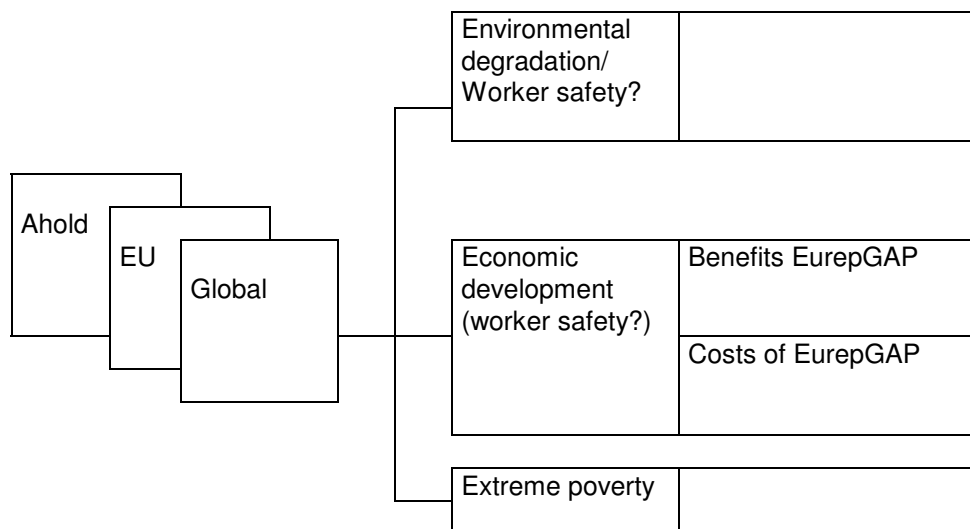 Ahold
EU
Global
Environmental
degradation/
Worker safety?
Economic
development
(worker safety?)
Benefits EurepGAP
Costs of EurepGAP
Extreme poverty